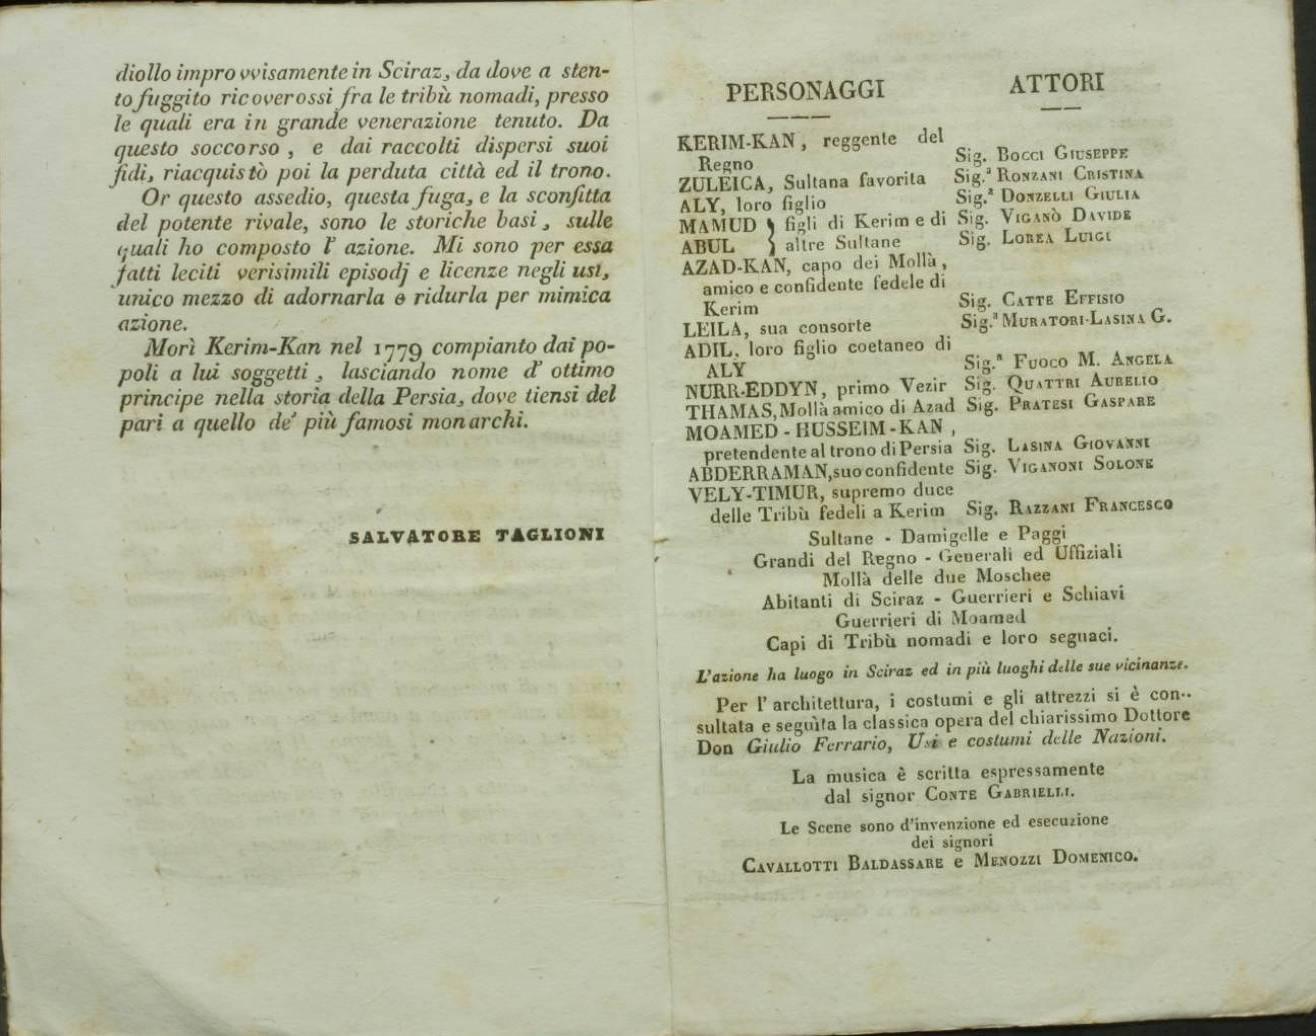 diollo improvvisamente in Sciraz, da dove a sten-
to fuggito ricoverossi fra le tribù nomadi, presso
le quali era in grande venerazione tenuto. Da
questo soccorso, e dai raccolti dispersi suoi
fidi, riacquistò poi la perduta città ed il trono.
Or questo assedio, questa fuga, e la sconfitta
del potente rivale, sono le storiche basi, sulle
quali ho composto l' azione. Mi sono per essa
fatti leciti verisimili episodj e licenze negli usi,
unico mezzo di adornarla e ridurla per mimica
azione.
Morì Kerim-Kan nel 1779 compianto dai po-
poli a lui soggetti, lasciando nome d' ottimo
principe nella storia della Persia, dove tiensi del
pari a quello de' più famosi monarchi.
SALVATORE TAGLIONI
PERSONAGGI ATTORI
KERIM-KAN, reggente del
Regno Sig. BOCCI GIUSEPPE
ZULEICA, Sultana favorita Sig.ª RONZANI CRISTINA
ALY, loro figlio Sig.ª DONZELLI GIULIA
MAMUD } figli di Kerim e di Sig. VIGANÒ DAVIDE
ABUL } altre Sultane Sig. LOREA LUIGI
AZAD-KAN, capo dei Mollà,
amico e confidente fedele di
Kerim Sig. CATTE EFFISIO
LEILA, sua consorte Sig.ª MURATORI-LASINA G.
ADIL, loro figlio coetaneo di
ALY Sig.ª FUOCO M. ANGELA
NURR-EDDYN, primo Vezir Sig. QUATTRI AURELIO
THAMAS, Mollà amico di Azad Sig. PRATESI GASPARE
MOAMED-HUSSEIM-KAN,
pretendente al trono di Persia Sig. LASINA GIOVANNI
ABDERRAMAN, suo confidente Sig. VIGANONI SOLONE
VELY-TIMUR, supremo duce
delle Tribù fedeli a Kerim Sig. RAZZANI FRANCESCO
Sultane - Damigelle e Paggi
Grandi del Regno - Generali ed Uffiziali
Mollà delle due Moschee
Abitanti di Sciraz - Guerrieri e Schiavi
Guerrieri di Moamed
Capi di Tribù nomadi e loro seguaci.
L'azione ha luogo in Sciraz ed in più luoghi delle sue vicinanze.
Per l' architettura, i costumi e gli attrezzi si è con-
sultata e seguìta la classica opera del chiarissimo Dottore
Don Giulio Ferrario, Usi e costumi delle Nazioni.
La musica è scritta espressamente
dal signor CONTE GABRIELLI.
Le Scene sono d'invenzione ed esecuzione
dei signori
CAVALLOTTI BALDASSARE e MENOZZI DOMENICO.